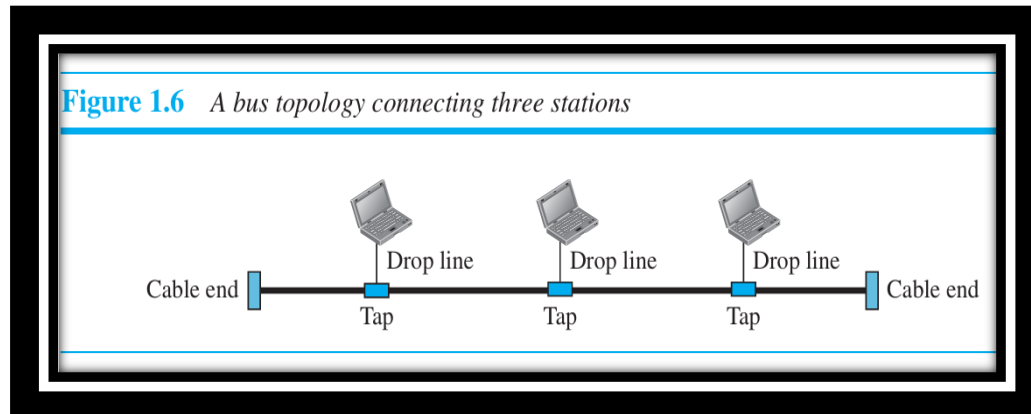 Figure 1.6 A bus topology connecting three stations
Drop line Drop line Drop line
Cable end Cable end
Tap Tap Tap